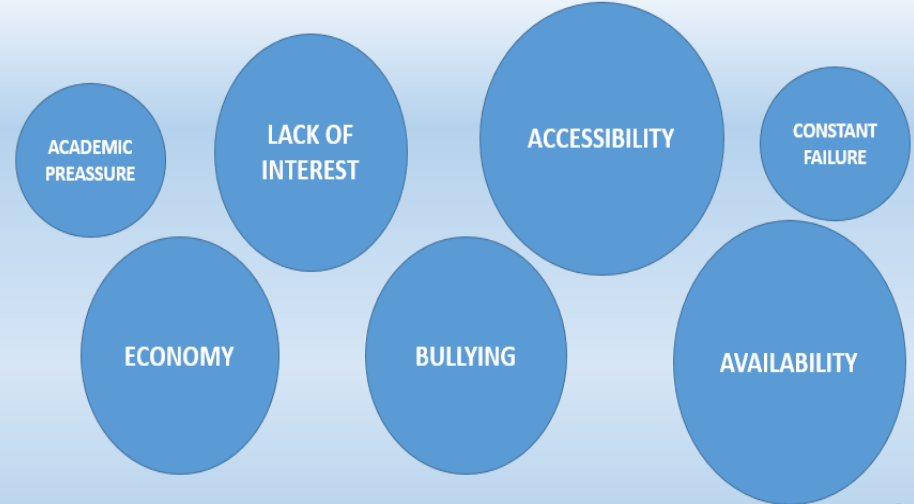 ACADEMIC
PREASSURE
LACK OF
INTEREST
ACCESSIBILITY
CONSTANT
FAILURE
ECONOMY
BULLYING
AVAILABILITY